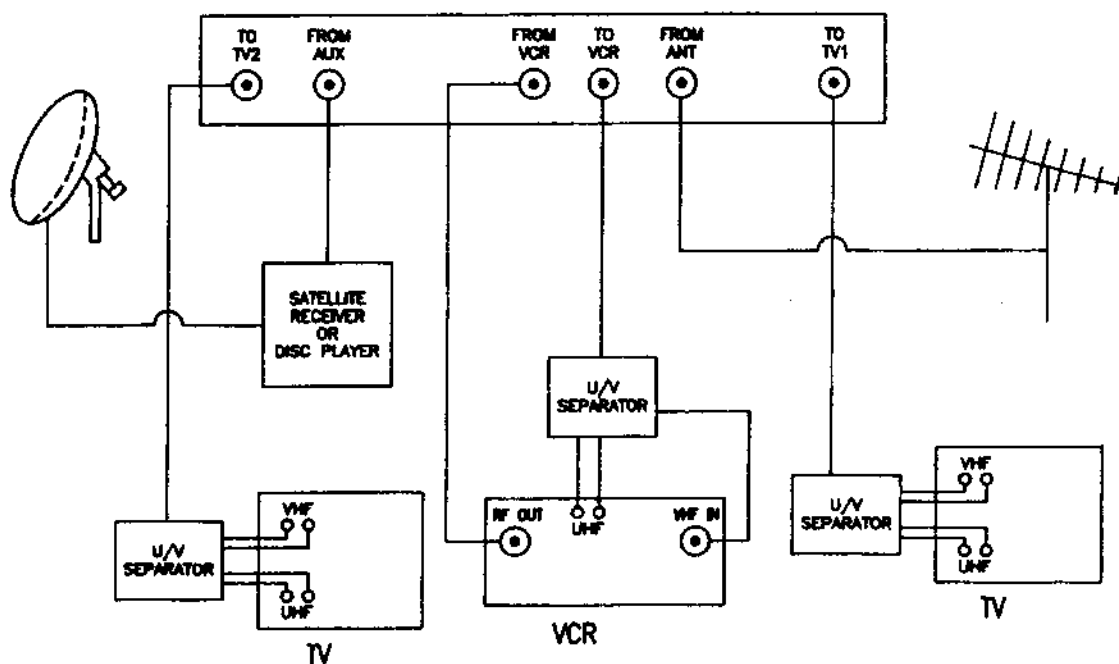 TO
TV2
FROM
AUX
FROM
VCR
TO
VCR
FROM
ANT
TO
TV1
SATELLITE
RECEIVER
OR
DISC PLAYER
U/V
SEPARATOR
VHF
U/V
SEPARATOR
UHF
TV
RF OUT
UHF
VHF IN
VCR
VHF
U/V
SEPARATOR
UHF
TV